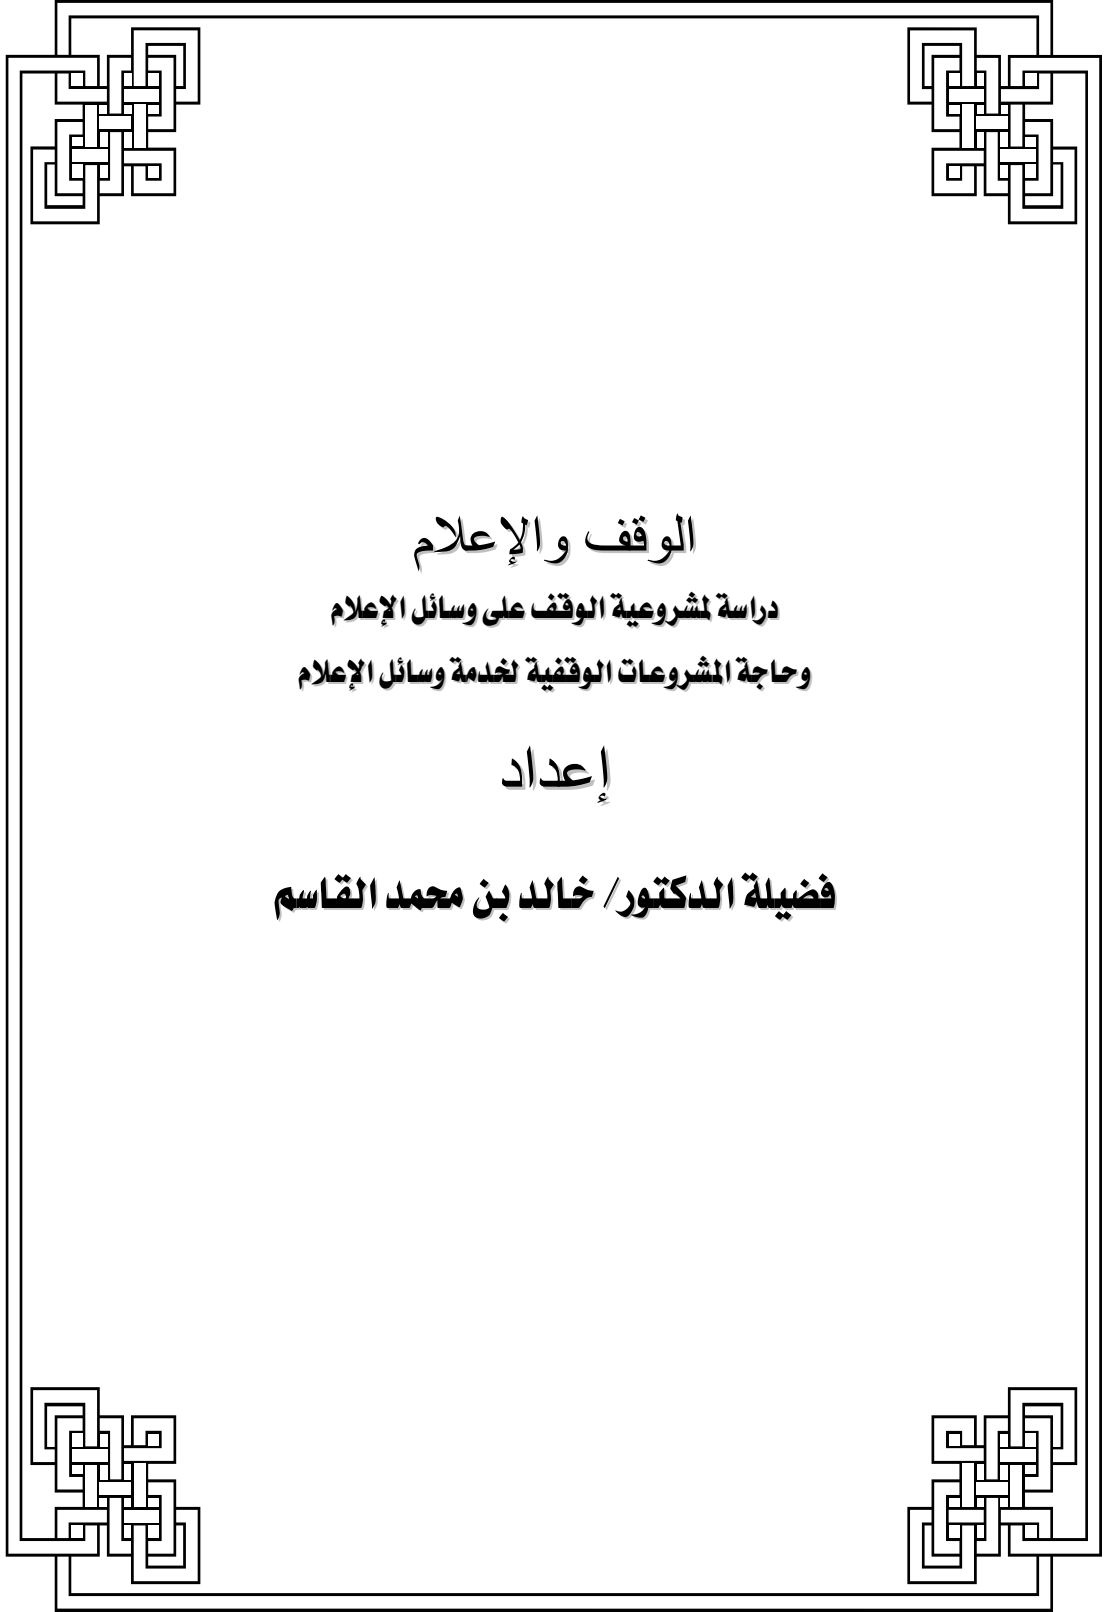 الوقف والإعلام
دراسة لمشروعية الوقف على وسائل الإعلام
وحاجة المشروعات الوقفية لخدمة وسائل الإعلام
إعداد
فضيلة الدكتور/ خالد بن محمد القاسم